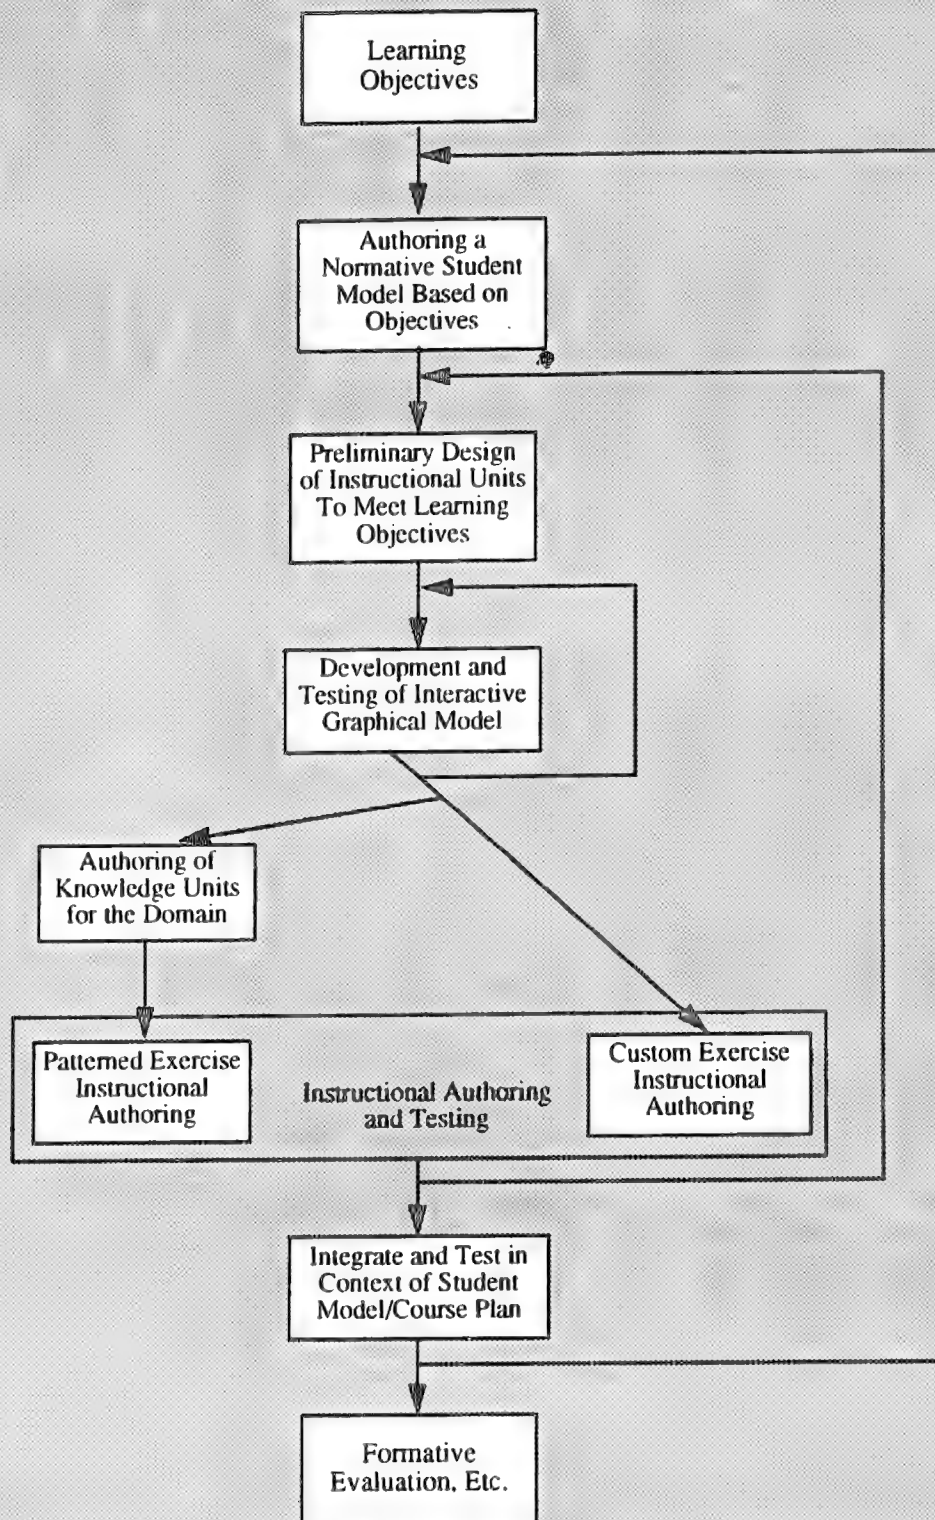 Learning
Objectives
Authoring a
Normative Student
Model Based on
Objectives
Preliminary Design
of Instructional Units
To Meet Learning
Objectives
Development and
Testing of Interactive
Graphical Model
Authoring of
Knowledge Units
for the Domain
Patterned Exercise
Instructional
Authoring
Instructional Authoring
and Testing
Custom Exercise
Instructional
Authoring
Integrate and Test in
Context of Student
Model/Course Plan
Formative
Evaluation, Etc.